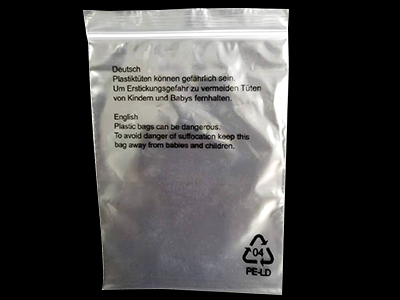 Deutsch
Plastiktüten können gefährlich sein.
Um Erstickungsgefahr zu vermeiden Tüten
von Kindern und Babys fernhalten.
English
Plastic bags can be dangerous.
To avoid danger of suffocation keep this
bag away from babies and children.
04
PE-LD